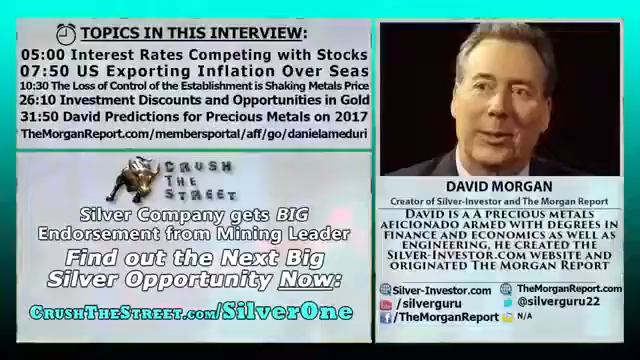 TOPICS IN THIS INTERVIEW:
05:00 Interest Rates Competing with Stocks
07:50 US Exporting Inflation Over Seas
10:30 The Loss of Control of the Establishment is Shaking Metals Price
26:10 Investment Discounts and Opportunities in Gold
31:50 David Predictions for Precious Metals on 2017
TheMorganReport.com/membersportal/aff/go/danielameduri
CRUSH
THE
STREET
Silver Company gets BIG
Endorsement from Mining Leader
Find out the Next Big
Silver Opportunity Now:
CrushTheStreet.com/SilverOne
DAVID MORGAN
Creator of Silver-Investor and The Morgan Report
David is a a precious metals
aficionado armed with degrees in
finance and economics as well as
engineering, he created the
Silver-Investor.com website and
originated The Morgan Report
Silver-Investor.com
TheMorganReport.com
/silverguru
@silverguru22
/TheMorganReport
N/A